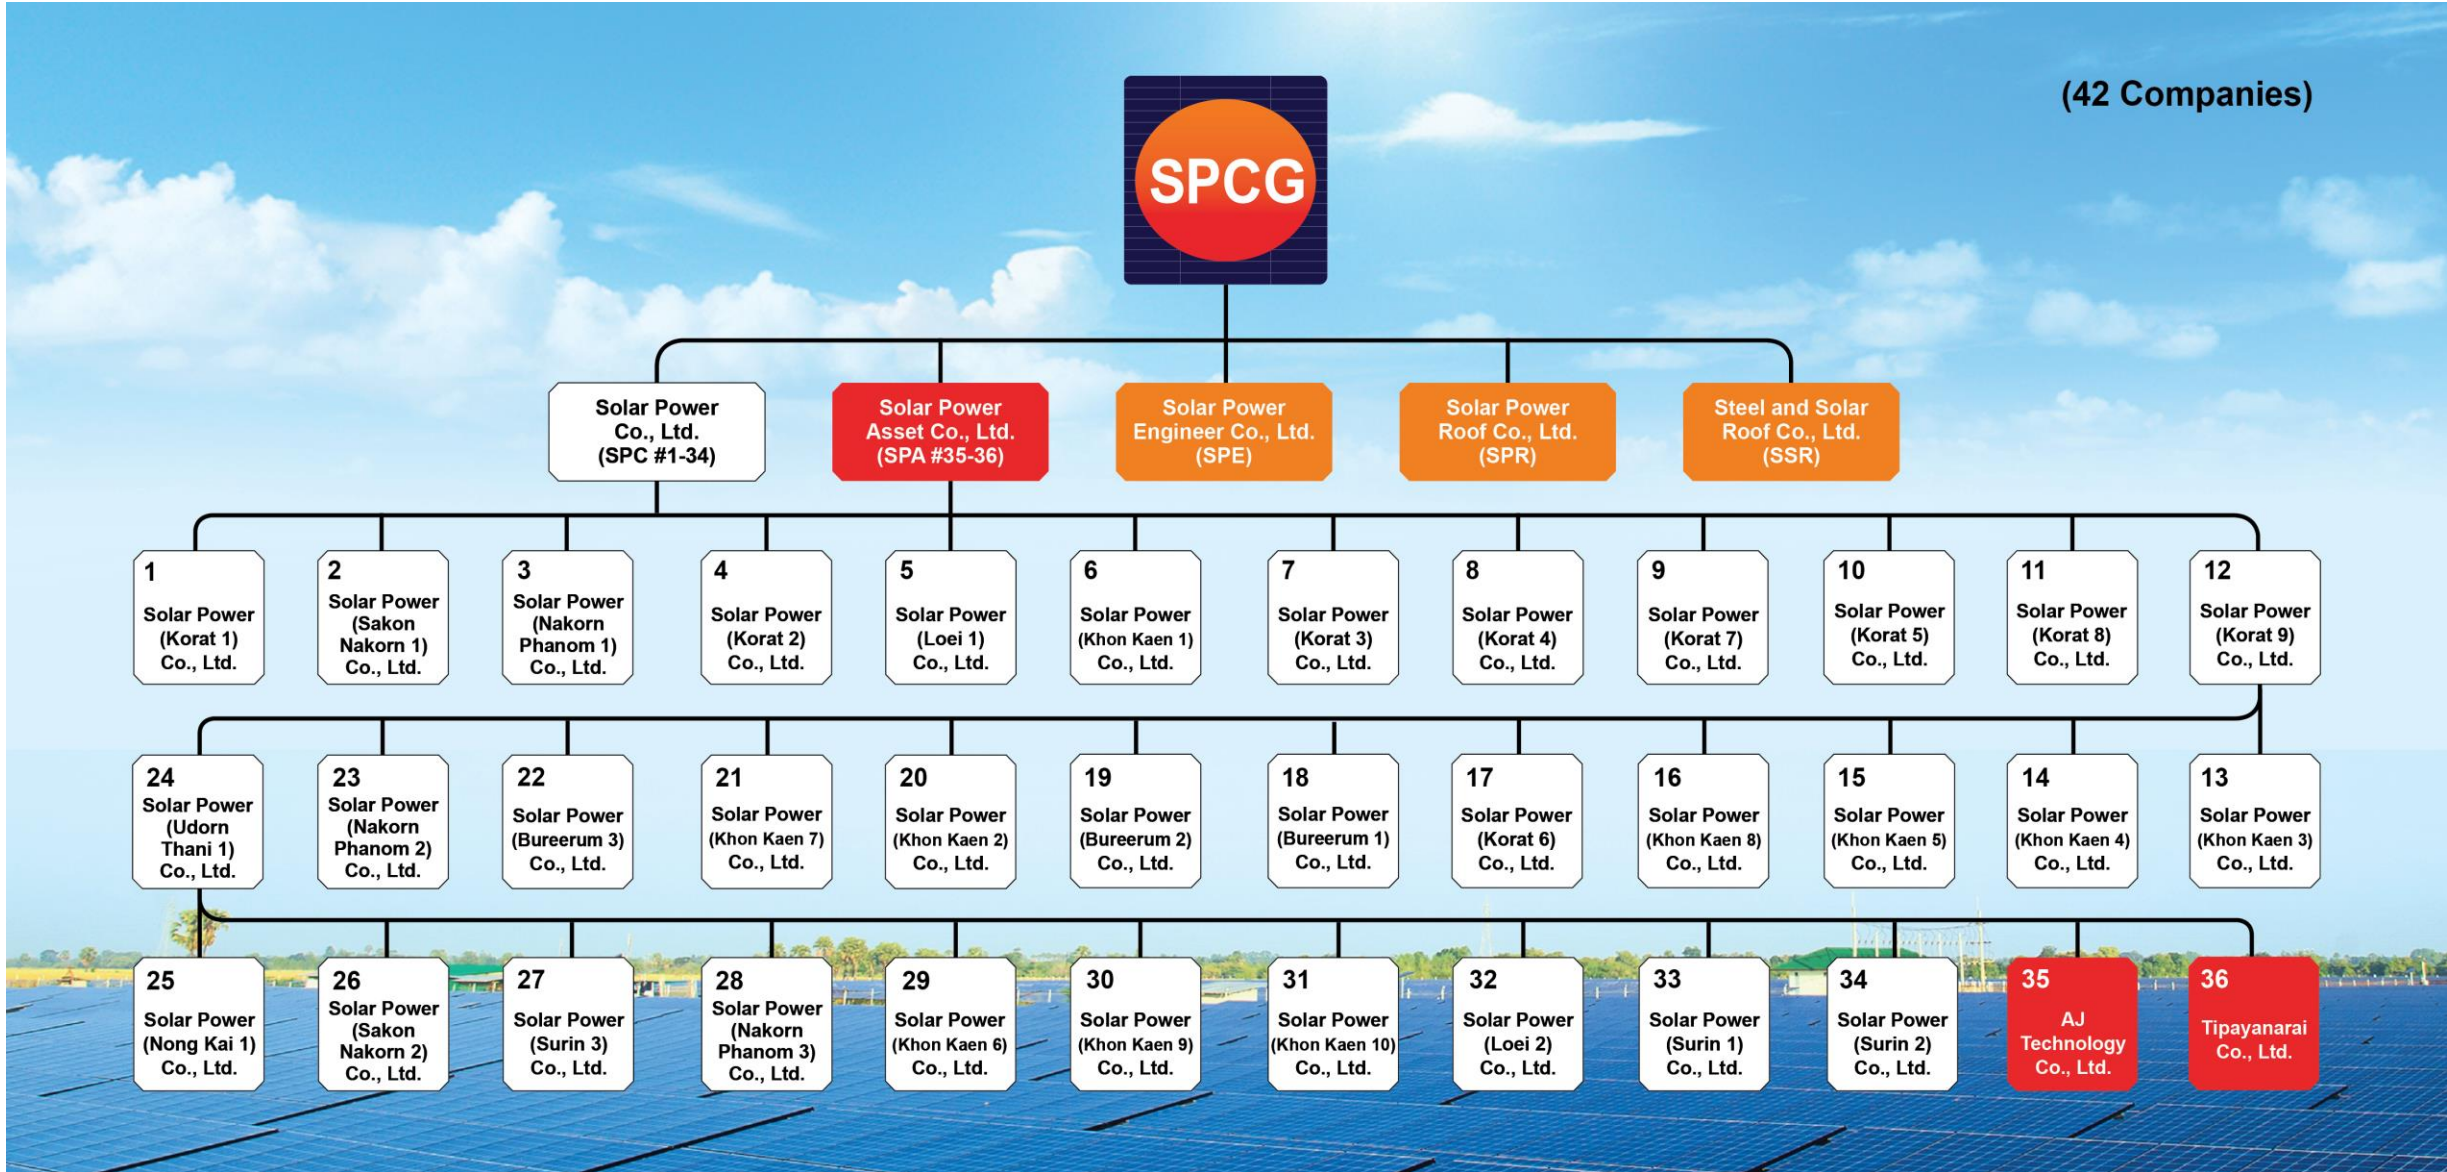 (42 Companies)
SPCG
Solar Power
Co., Ltd.
(SPC #1-34)
Solar Power
Asset Co., Ltd.
(SPA #35-36)
Solar Power
Engineer Co., Ltd.
(SPE)
Solar Power
Roof Co., Ltd.
(SPR)
Steel and Solar
Roof Co., Ltd.
(SSR)
1
Solar Power
(Korat 1)
Co., Ltd.
2
Solar Power
(Sakon
Nakorn 1)
Co., Ltd.
3
Solar Power
(Nakorn
Phanom 1)
Co., Ltd.
4
Solar Power
(Korat 2)
Co., Ltd.
5
Solar Power
(Loei 1)
Co., Ltd.
6
Solar Power
(Khon Kaen 1)
Co., Ltd.
7
Solar Power
(Korat 3)
Co., Ltd.
8
Solar Power
(Korat 4)
Co., Ltd.
9
Solar Power
(Korat 7)
Co., Ltd.
10
Solar Power
(Korat 5)
Co., Ltd.
11
Solar Power
(Korat 8)
Co., Ltd.
12
Solar Power
(Korat 9)
Co., Ltd.
24
Solar Power
(Udorn
Thani 1)
Co., Ltd.
23
Solar Power
(Nakorn
Phanom 2)
Co., Ltd.
22
Solar Power
(Bureerum 3)
Co., Ltd.
21
Solar Power
(Khon Kaen 7)
Co., Ltd.
20
Solar Power
(Khon Kaen 2)
Co., Ltd.
19
Solar Power
(Bureerum 2)
Co., Ltd.
18
Solar Power
(Bureerum 1)
Co., Ltd.
17
Solar Power
(Korat 6)
Co., Ltd.
16
Solar Power
(Khon Kaen 8)
Co., Ltd.
15
Solar Power
(Khon Kaen 5)
Co., Ltd.
14
Solar Power
(Khon Kaen 4)
Co., Ltd.
13
Solar Power
(Khon Kaen 3)
Co., Ltd.
25
Solar Power
(Nong Kai 1)
Co., Ltd.
26
Solar Power
(Sakon
Nakorn 2)
Co., Ltd.
27
Solar Power
(Surin 3)
Co., Ltd.
28
Solar Power
(Nakorn
Phanom 3)
Co., Ltd.
29
Solar Power
(Khon Kaen 6)
Co., Ltd.
30
Solar Power
(Khon Kaen 9)
Co., Ltd.
31
Solar Power
(Khon Kaen 10)
Co., Ltd.
32
Solar Power
(Loei 2)
Co., Ltd.
33
Solar Power
(Surin 1)
Co., Ltd.
34
Solar Power
(Surin 2)
Co., Ltd.
35
AJ
Technology
Co., Ltd.
36
Tipayanarai
Co., Ltd.